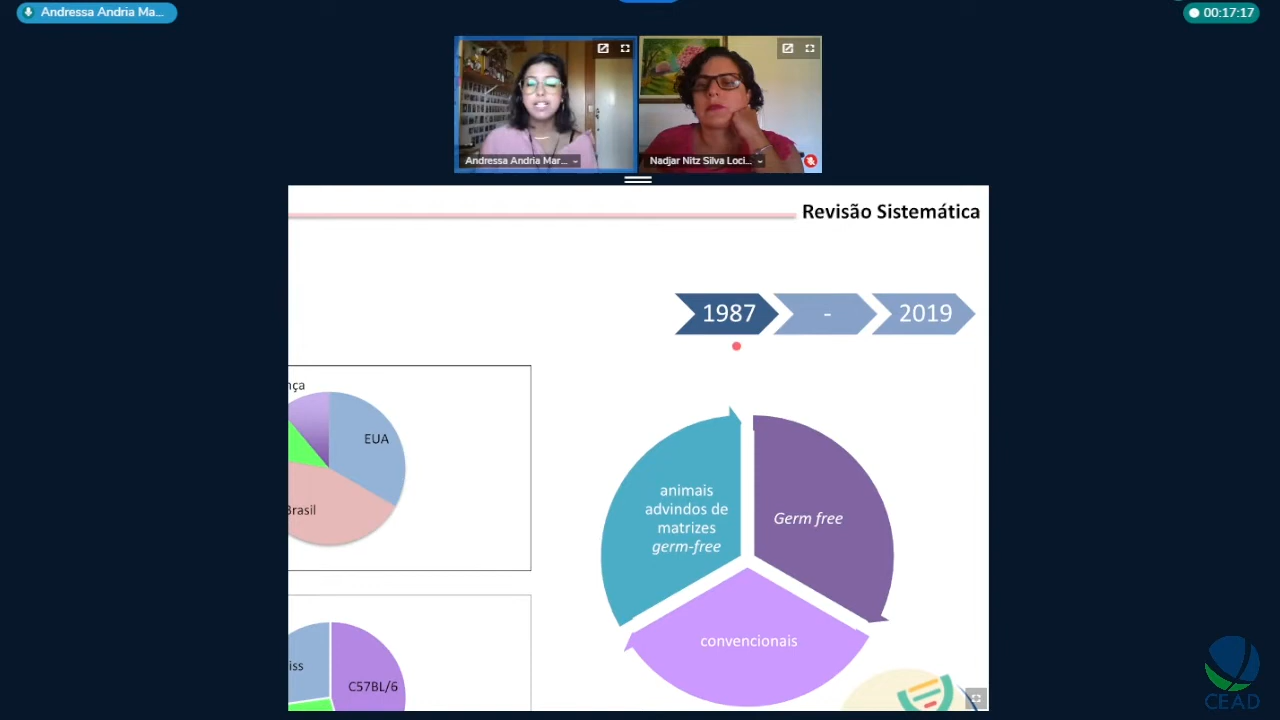 Andressa Andria Ma...
00:17:17
Andressa Andria Mar...
Nadjar Nitz Silva Loci...
Revisão Sistemática
1987
-
2019
nça
EUA
Brasil
animais
advindos de
matrizes
germ-free
Germ free
convencionais
iss
C57BL/6
CEAD